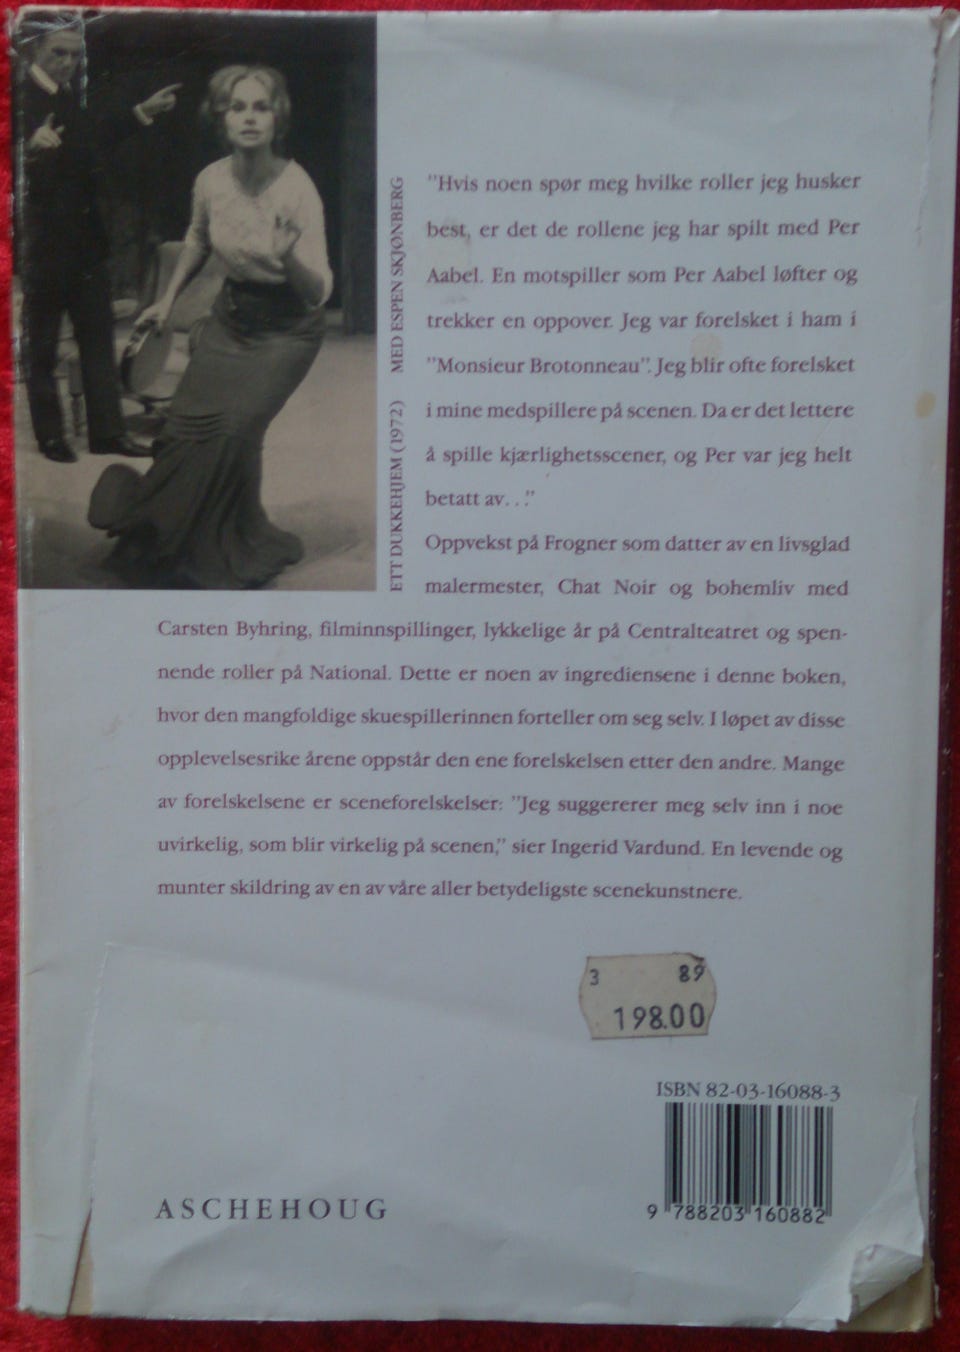 ETT DUKKEHJEM (1972) MED ESPEN SKJØNBERG
"Hvis noen spør meg hvilke roller jeg husker
best, er det de rollene jeg har spilt med Per
Aabel. En motspiller som Per Aabel løfter og
trekker en oppover. Jeg var forelsket i ham i
"Monsieur Brotonneau". Jeg blir ofte forelsket
i mine medspillere på scenen. Da er det lettere
å spille kjærlighetsscener, og Per var jeg helt
betatt av. . ."
Oppvekst på Frogner som datter av en livsglad
malermester, Chat Noir og bohemliv med
Carsten Byhring, filminnspillinger, lykkelige år på Centralteatret og spen-
nende roller på National. Dette er noen av ingrediensene i denne boken,
hvor den mangfoldige skuespillerinnen forteller om seg selv. I løpet av disse
opplevelsesrike årene oppstår den ene forelskelsen etter den andre. Mange
av forelskelsene er sceneforelskelser: "Jeg suggererer meg selv inn i noe
uvirkelig, som blir virkelig på scenen," sier Ingerid Vardund. En levende og
munter skildring av en av våre aller betydeligste scenekunstnere.
3 89
198.00
ISBN 82-03-16088-3
9 788203 160882
ASCHEHOUG